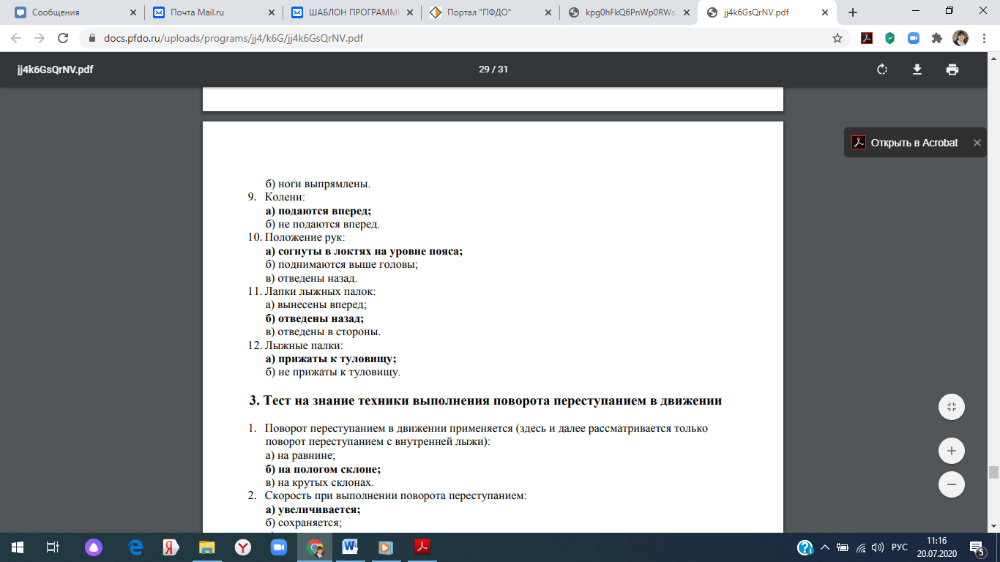 Сообщения
Почта Mail.ru
ШАБЛОН ПРОГРАММЫ
Портал "ПФДО"
kpg0hFkQ6PnWp0RWs
jj4k6GsQrNV.pdf
docs.pfdo.ru/uploads/programs/jj4/k6G/jj4k6GsQrNV.pdf
jj4k6GsQrNV.pdf
29 / 31
Открыть в Acrobat
б) ноги выпрямлены.
9. Колени:
а) подаются вперед;
б) не подаются вперед.
10. Положение рук:
а) согнуты в локтях на уровне пояса;
б) поднимаются выше головы;
в) отведены назад.
11. Лапки лыжных палок:
а) вынесены вперед;
б) отведены назад;
в) отведены в стороны.
12. Лыжные палки:
а) прижаты к туловищу;
б) не прижаты к туловищу.
3. Тест на знание техники выполнения поворота переступанием в движении
1. Поворот переступанием в движении применяется (здесь и далее рассматривается только
поворот переступанием с внутренней лыжи):
а) на равнине;
б) на пологом склоне;
в) на крутых склонах.
2. Скорость при выполнении поворота переступанием:
а) увеличивается;
б) сохраняется;
РУС
11:16
20.07.2020
5